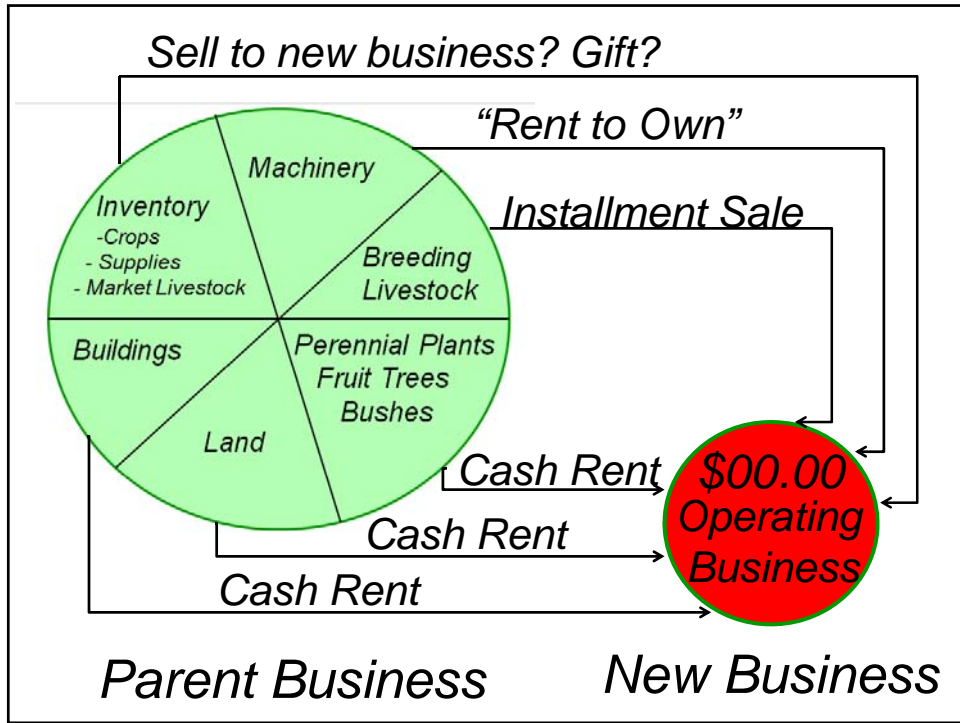 Sell to new business? Gift?
“Rent to Own”
Machinery
Inventory
-Crops
- Supplies
- Market Livestock
Installment Sale
Breeding
Livestock
Buildings
Perennial Plants
Fruit Trees
Bushes
Land
Cash Rent
Cash Rent
Cash Rent
$00.00
Operating
Business
Parent Business
New Business